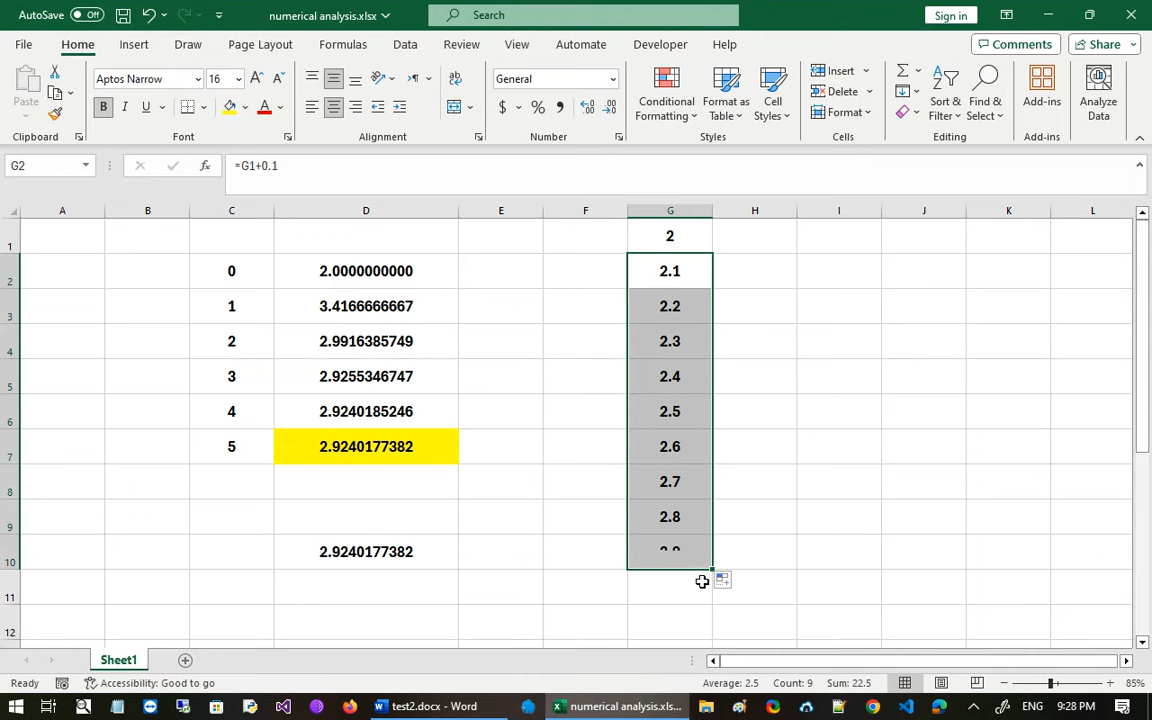 AutoSave Off numerical analysis.xlsx Search Sign in
File Home Insert Draw Page Layout Formulas Data Review View Automate Developer Help Comments Share
Paste Aptos Narrow 16 A A ab General Conditional Formatting Format as Table Cell Styles Insert Delete Format Sort & Filter Find & Select Add-ins Analyze Data
B I U A $ % 9
Clipboard Font Alignment Number Styles Cells Editing Add-ins
G2 fx =G1+0.1
A B C D E F G H I J K L
1 2
2 0 2.0000000000 2.1
3 1 3.4166666667 2.2
4 2 2.9916385749 2.3
5 3 2.9255346747 2.4
6 4 2.9240185246 2.5
7 5 2.9240177382 2.6
8 2.7
9 2.8
10 2.9240177382 2.9
11
12
Sheet1
Ready Accessibility: Good to go Average: 2.5 Count: 9 Sum: 22.5 85%
test2.docx - Word numerical analysis.xls... ENG 9:28 PM